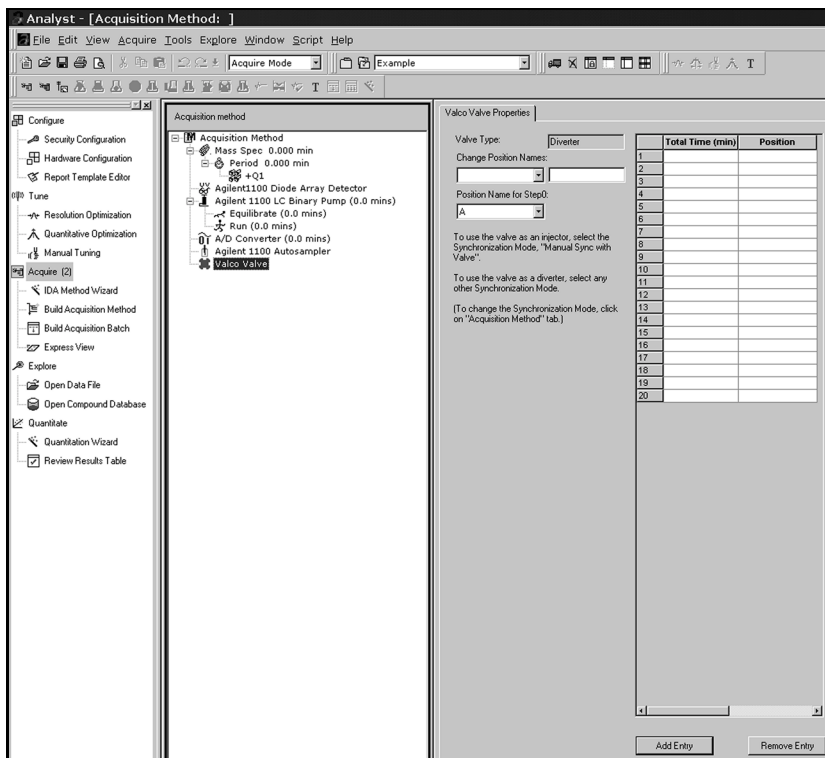 Analyst - [Acquisition Method: ]
File Edit View Acquire Tools Explore Window Script Help
Acquire Mode
Example
T
T
Configure
Security Configuration
Hardware Configuration
Report Template Editor
Tune
Resolution Optimization
Quantitative Optimization
Manual Tuning
Acquire (2)
IDA Method Wizard
Build Acquisition Method
Build Acquisition Batch
Express View
Explore
Open Data File
Open Compound Database
Quantitate
Quantitation Wizard
Review Results Table
Acquisition method
Acquisition Method
Mass Spec 0.000 min
Period 0.000 min
+Q1
Agilent1100 Diode Array Detector
Agilent 1100 LC Binary Pump (0.0 mins)
Equilibrate (0.0 mins)
Run (0.0 mins)
A/D Converter (0.0 mins)
Agilent 1100 Autosampler
Valco Valve
Valco Valve Properties
Valve Type: Diverter
Change Position Names:
Position Name for Step0:
A
To use the valve as an injector, select the
Synchronization Mode, "Manual Sync with
Valve".
To use the valve as a diverter, select any
other Synchronization Mode.
(To change the Synchronization Mode, click
on "Acquisition Method" tab.)
Total Time (min) Position
1
2
3
4
5
6
7
8
9
10
11
12
13
14
15
16
17
18
19
20
Add Entry Remove Entry